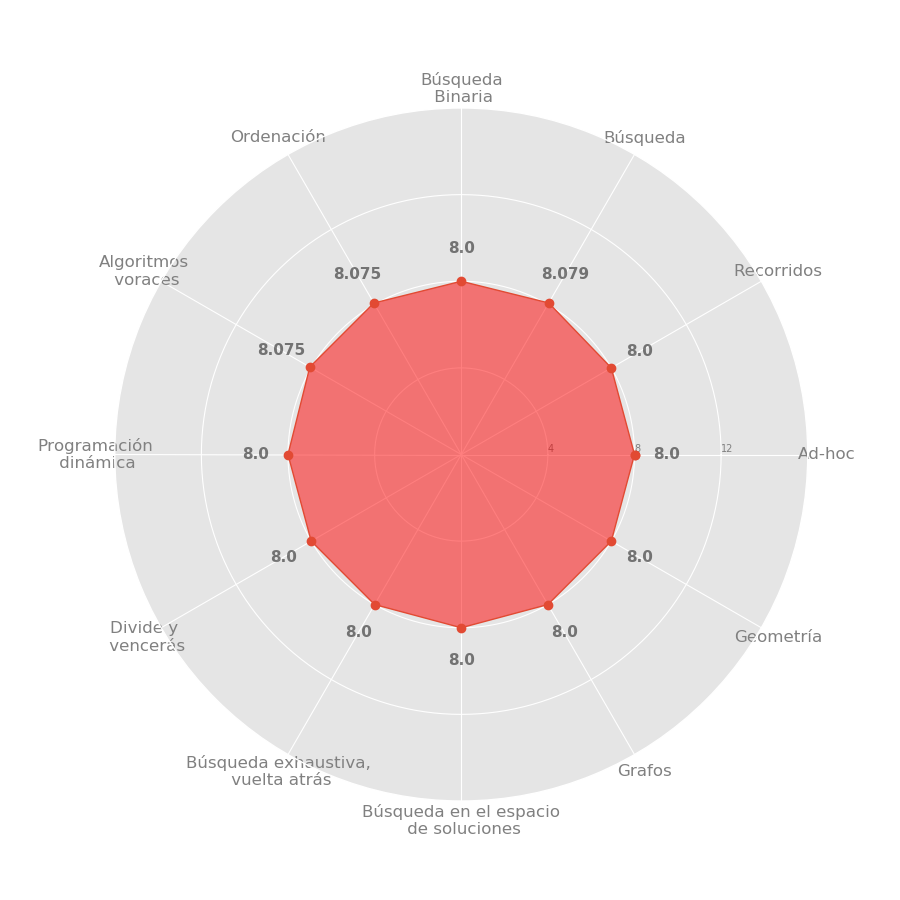 Búsqueda
Binaria
Ordenación
Búsqueda
8.0
Algoritmos
voraces
8.075
8.079
Recorridos
8.075
8.0
Programación
dinámica
8.0
4
8
12
8.0
Ad-hoc
8.0
8.0
Divide y
vencerás
8.0
8.0
Geometría
8.0
Búsqueda exhaustiva,
vuelta atrás
Grafos
Búsqueda en el espacio
de soluciones